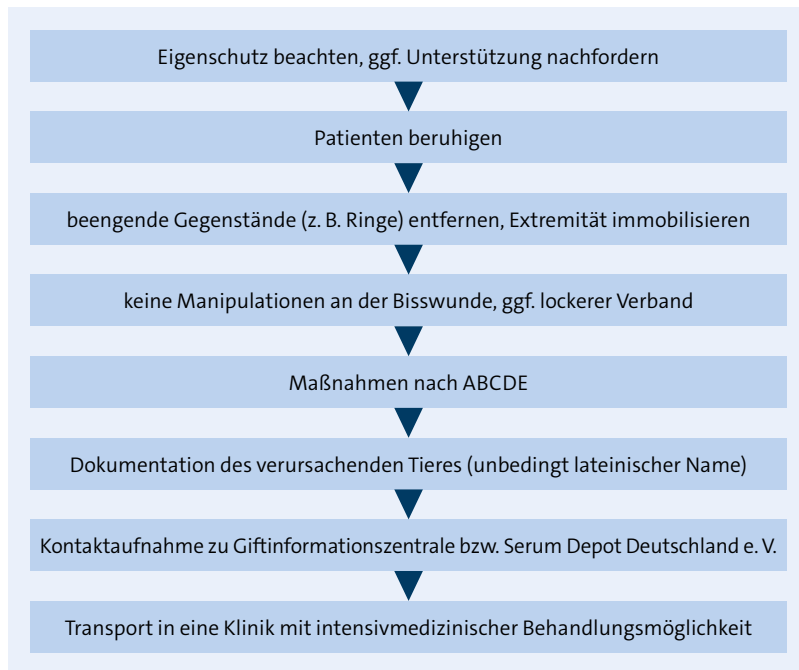 Eigenschutz beachten, ggf. Unterstützung nachfordern
Patienten beruhigen
beengende Gegenstände (z. B. Ringe) entfernen, Extremität immobilisieren
keine Manipulationen an der Bisswunde, ggf. lockerer Verband
Maßnahmen nach ABCDE
Dokumentation des verursachenden Tieres (unbedingt lateinischer Name)
Kontaktaufnahme zu Giftinformationszentrale bzw. Serum Depot Deutschland e. V.
Transport in eine Klinik mit intensivmedizinischer Behandlungsmöglichkeit